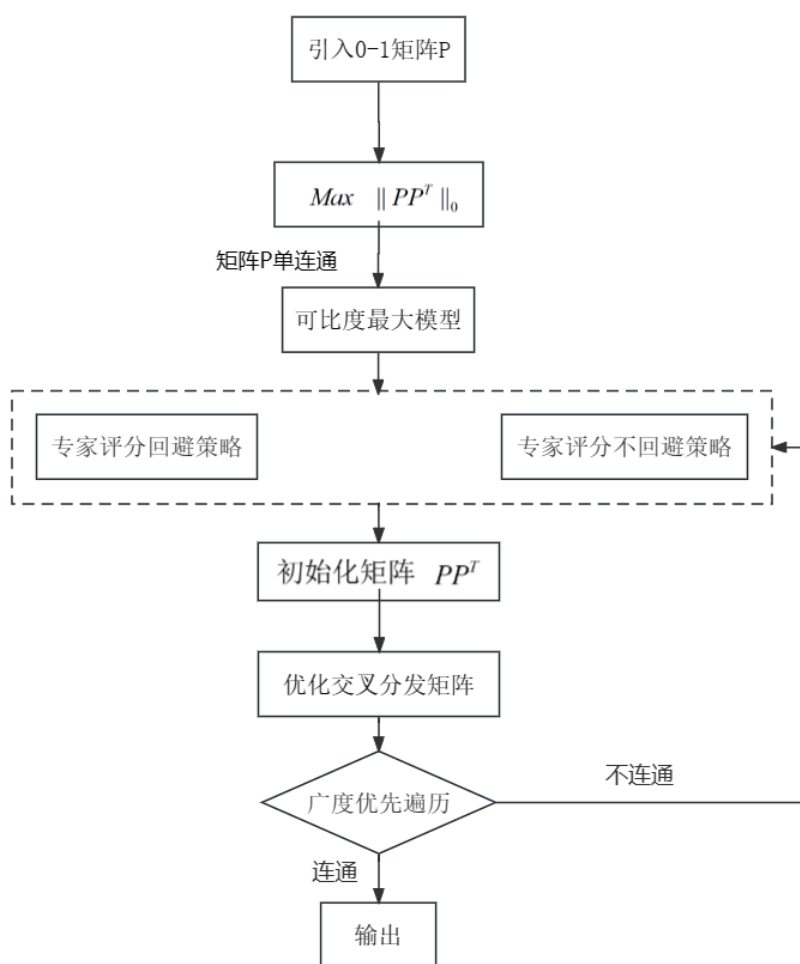 引入0-1矩阵P
Max ‖PPᵀ‖₀
矩阵P单连通
可比度最大模型
专家评分回避策略
专家评分不回避策略
初始化矩阵 PPᵀ
优化交叉分发矩阵
广度优先遍历
不连通
连通
输出